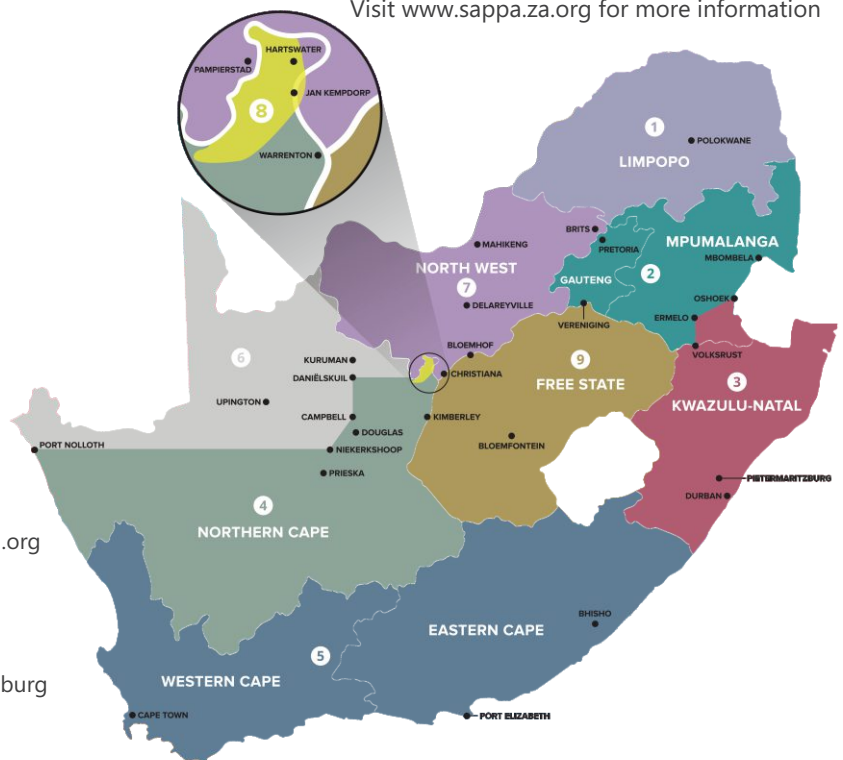 Visit www.sappa.za.org for more information
HARTSWATER
PAMPIERSTAD
JAN KEMPDORP
8
WARRENTON
1
POLOKWANE
LIMPOPO
BRITS
PRETORIA
MPUMALANGA
MAHIKENG
MBOMBELA
NORTH WEST
GAUTENG
2
7
DELAREYVILLE
OSHOEK
ERMELO
VERENIGING
BLOEMHOF
VOLKSRUST
6
KURUMAN
9
DANIËLSKUIL
CHRISTIANA
FREE STATE
3
UPINGTON
KWAZULU-NATAL
CAMPBELL
KIMBERLEY
DOUGLAS
BLOEMFONTEIN
PORT NOLLOTH
NIEKERKSHOOP
PRIESKA
PIETERMARITZBURG
DURBAN
4
NORTHERN CAPE
.org
BHISHO
EASTERN CAPE
5
WESTERN CAPE
burg
CAPE TOWN
PORT ELIZABETH